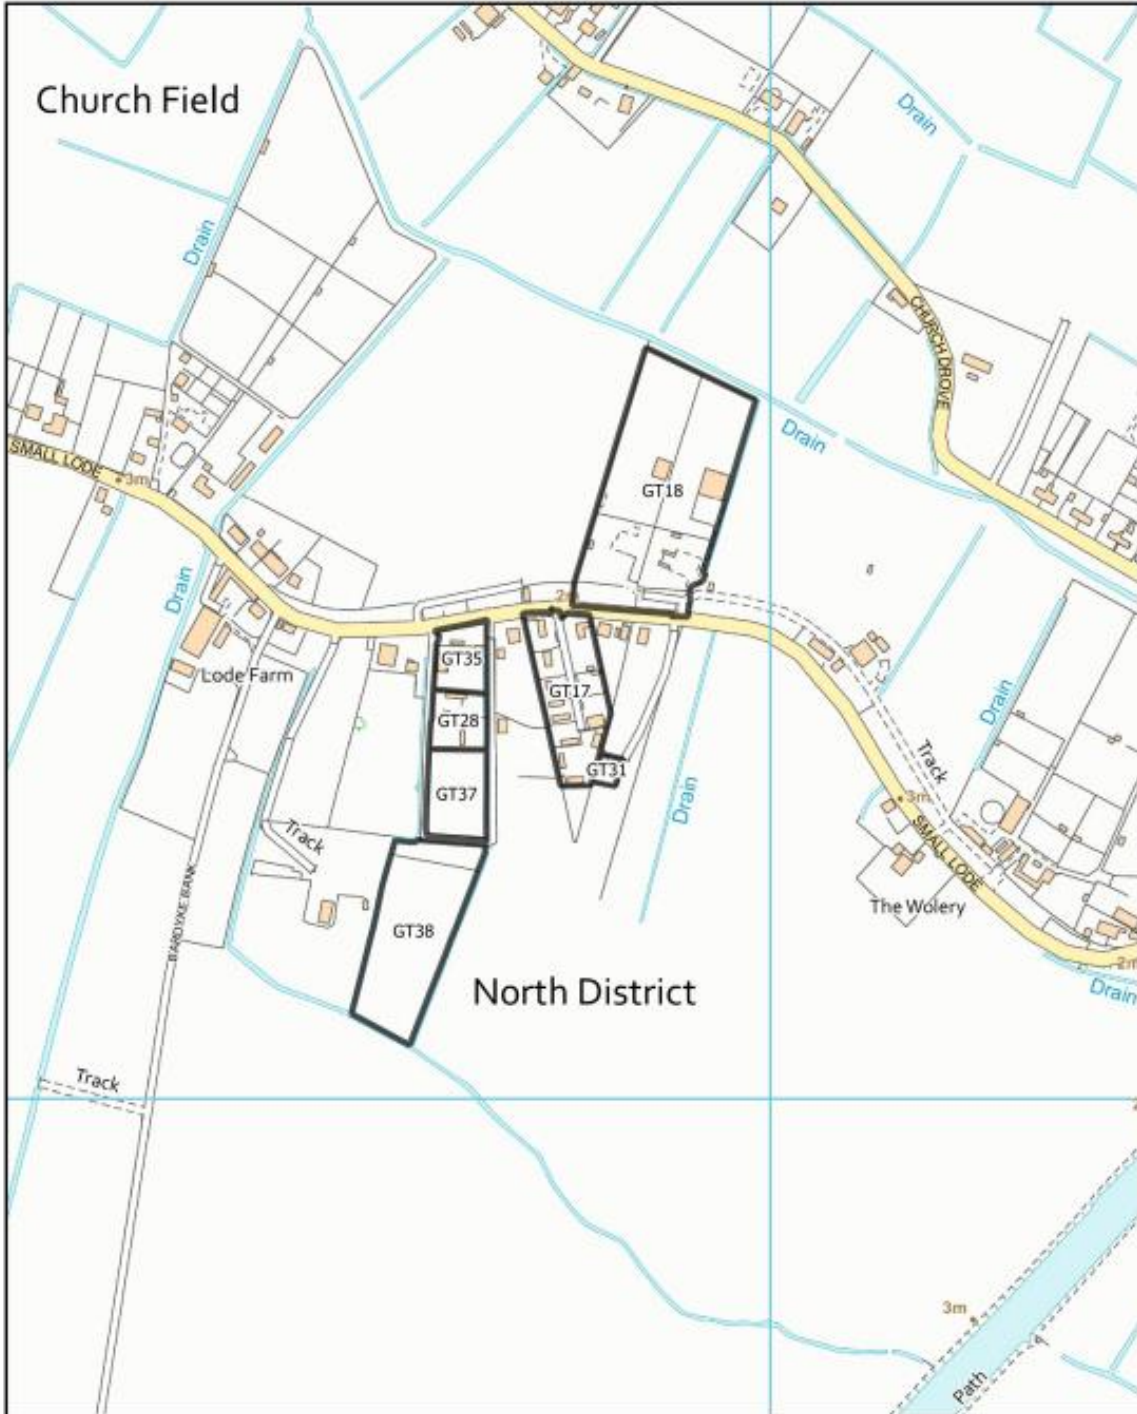 Church Field
Drain
Drain
CHURCH DROVE
Drain
SMALL LODE
3m
GT18
Drain
Drain
GT35
Lode Farm
GT17
GT28
Drain
GT31
Track
GT37
3m
Drain
Track
SMALL LODE
BARDYKE BANK
The Wolery
GT38
2m
North District
Drain
Track
3m
Path